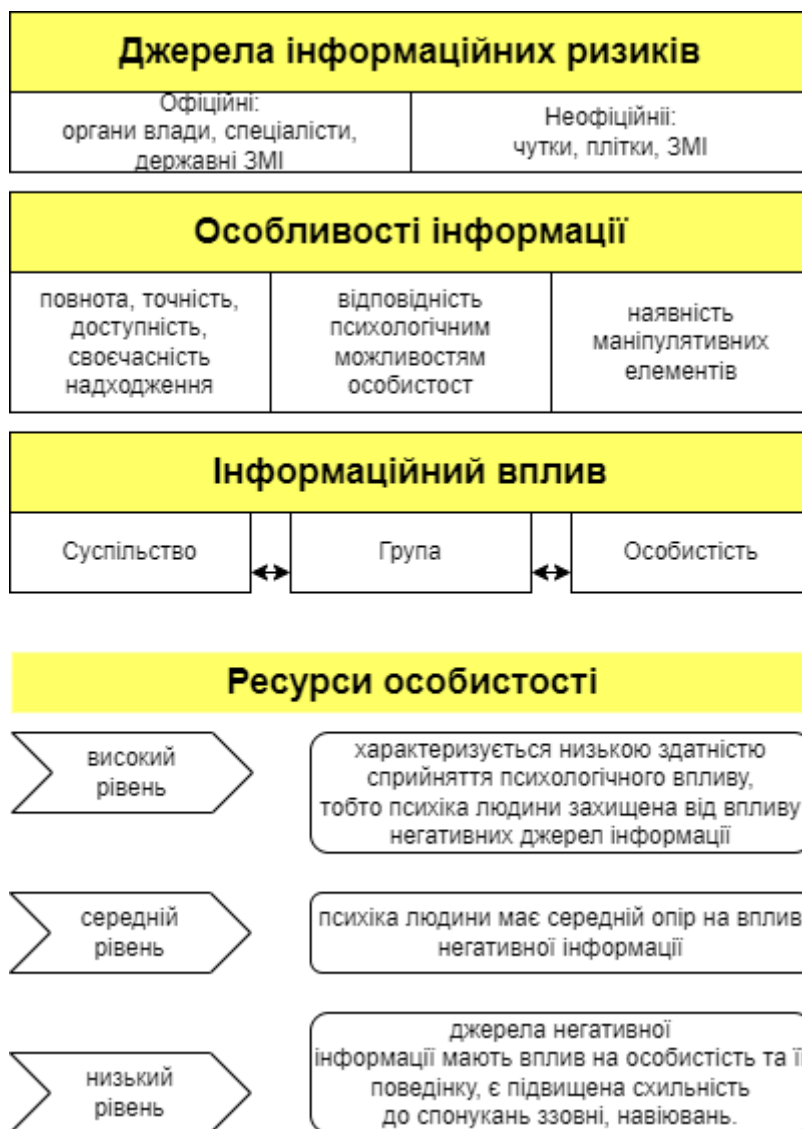 Джерела інформаційних ризиків
Офіційні:
органи влади, спеціалісти,
державні ЗМІ
Неофіційніі:
чутки, плітки, ЗМІ
Особливості інформації
повнота, точність,
доступність,
своєчасність
надходження
відповідність
психологічним
можливостям
особистост
наявність
маніпулятивних
елементів
Інформаційний вплив
Суспільство
Група
Особистість
Ресурси особистості
високий
рівень
характеризується низькою здатністю
сприйняття психологічного впливу,
тобто психіка людини захищена від впливу
негативних джерел інформації
середній
рівень
психіка людини має середній опір на вплив
негативної інформації
низький
рівень
джерела негативної
інформації мають вплив на особистість та її
поведінку, є підвищена схильність
до спонукань ззовні, навіювань.